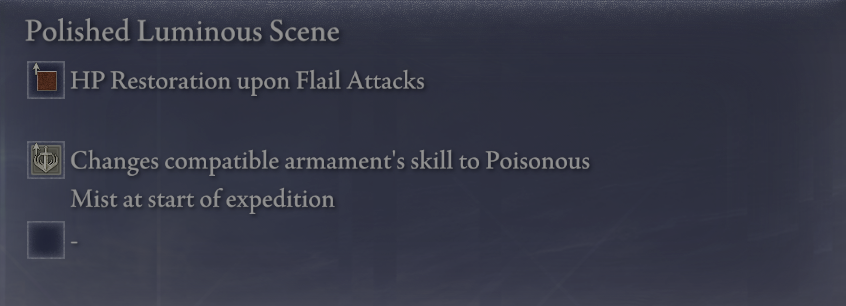 Polished Luminous Scene
HP Restoration upon Flail Attacks
Changes compatible armament's skill to Poisonous
Mist at start of expedition
-